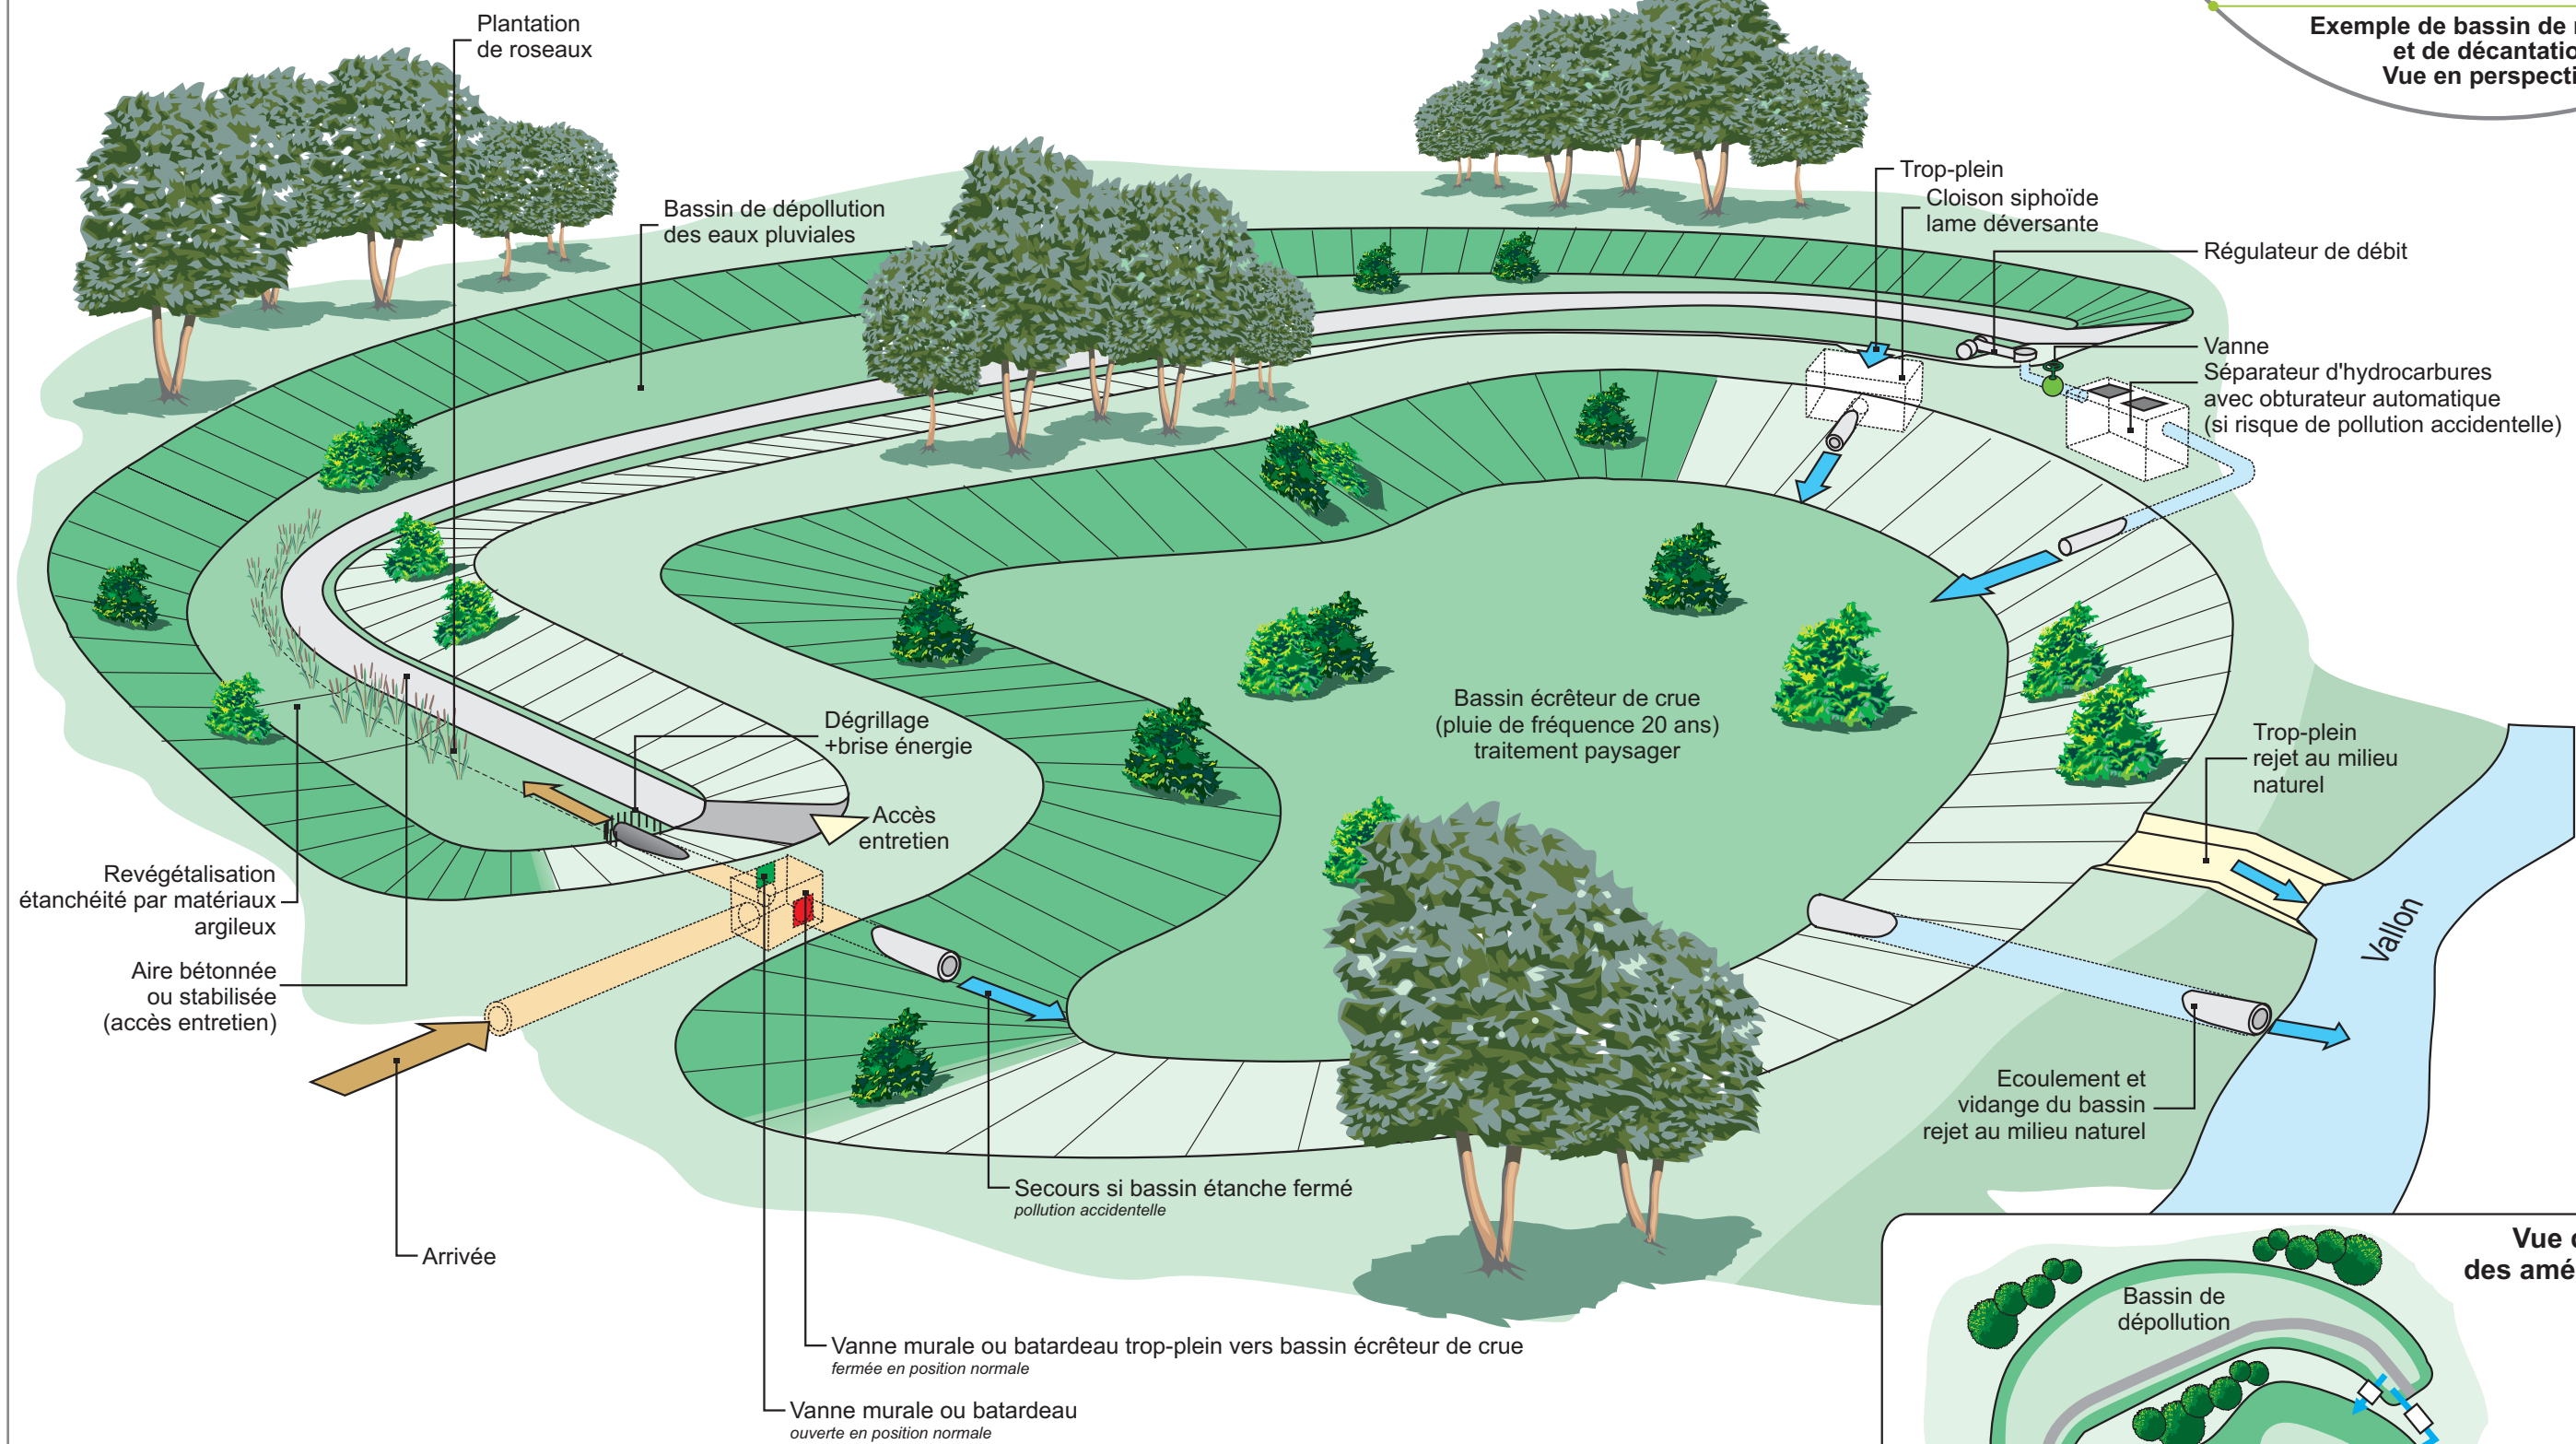 Plantation
de roseaux
Exemple de bassin de
et de décantatio
Vue en perspecti
Bassin de dépollution
des eaux pluviales
Trop-plein
Cloison siphoïde
lame déversante
Régulateur de débit
Vanne
Séparateur d'hydrocarbures
avec obturateur automatique
(si risque de pollution accidentelle)
Bassin écrêteur de crue
(pluie de fréquence 20 ans)
traitement paysager
Dégrillage
+brise énergie
Accès
entretien
Trop-plein
rejet au milieu
naturel
Revégétalisation
étanchéité par matériaux
argileux
Aire bétonnée
ou stabilisée
(accès entretien)
Vallon
Ecoulement et
vidange du bassin
rejet au milieu naturel
Secours si bassin étanche fermé
pollution accidentelle
Arrivée
Vanne murale ou batardeau trop-plein vers bassin écrêteur de crue
fermée en position normale
Vanne murale ou batardeau
ouverte en position normale
Vue
des amé
Bassin de
dépollution